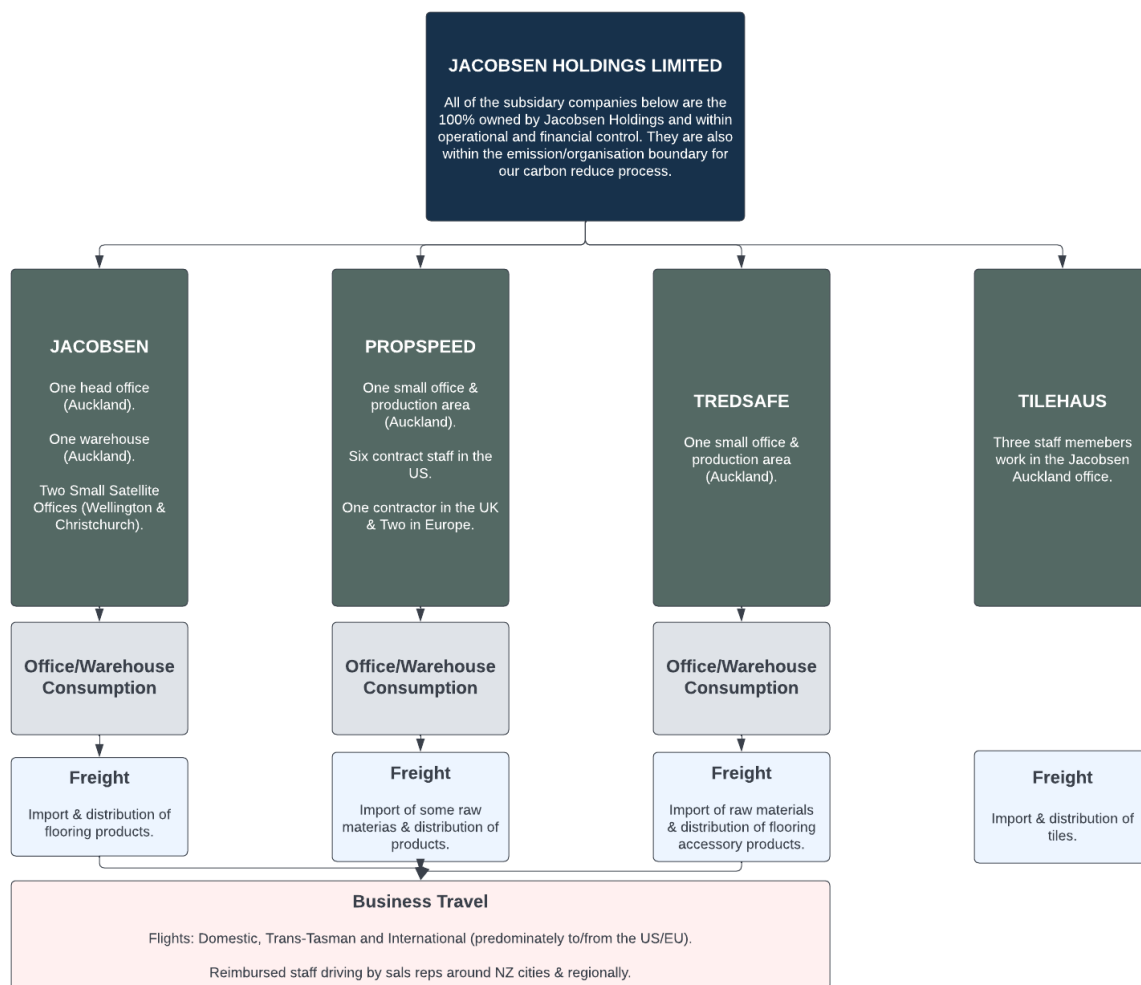 JACOBSEN HOLDINGS LIMITED
All of the subsidary companies below are the
100% owned by Jacobsen Holdings and within
operational and financial control. They are also
within the emission/organisation boundary for
our carbon reduce process.
JACOBSEN
One head office
(Auckland).
One warehouse
(Auckland).
Two Small Satellite
Offices (Wellington &
Christchurch).
PROPSPEED
One small office &
production area
(Auckland).
Six contract staff in the
US.
One contractor in the UK
& Two in Europe.
TREDSAFE
One small office &
production area
(Auckland).
TILEHAUS
Three staff memebers
work in the Jacobsen
Auckland office.
Office/Warehouse
Consumption
Office/Warehouse
Consumption
Office/Warehouse
Consumption
Freight
Import & distribution of
flooring products.
Freight
Import of some raw
materias & distribution of
products.
Freight
Import of raw materials
& distribution of flooring
accessory products.
Freight
Import & distribution of
tiles.
Business Travel
Flights: Domestic, Trans-Tasman and International (predominately to/from the US/EU).
Reimbursed staff driving by sals reps around NZ cities & regionally.